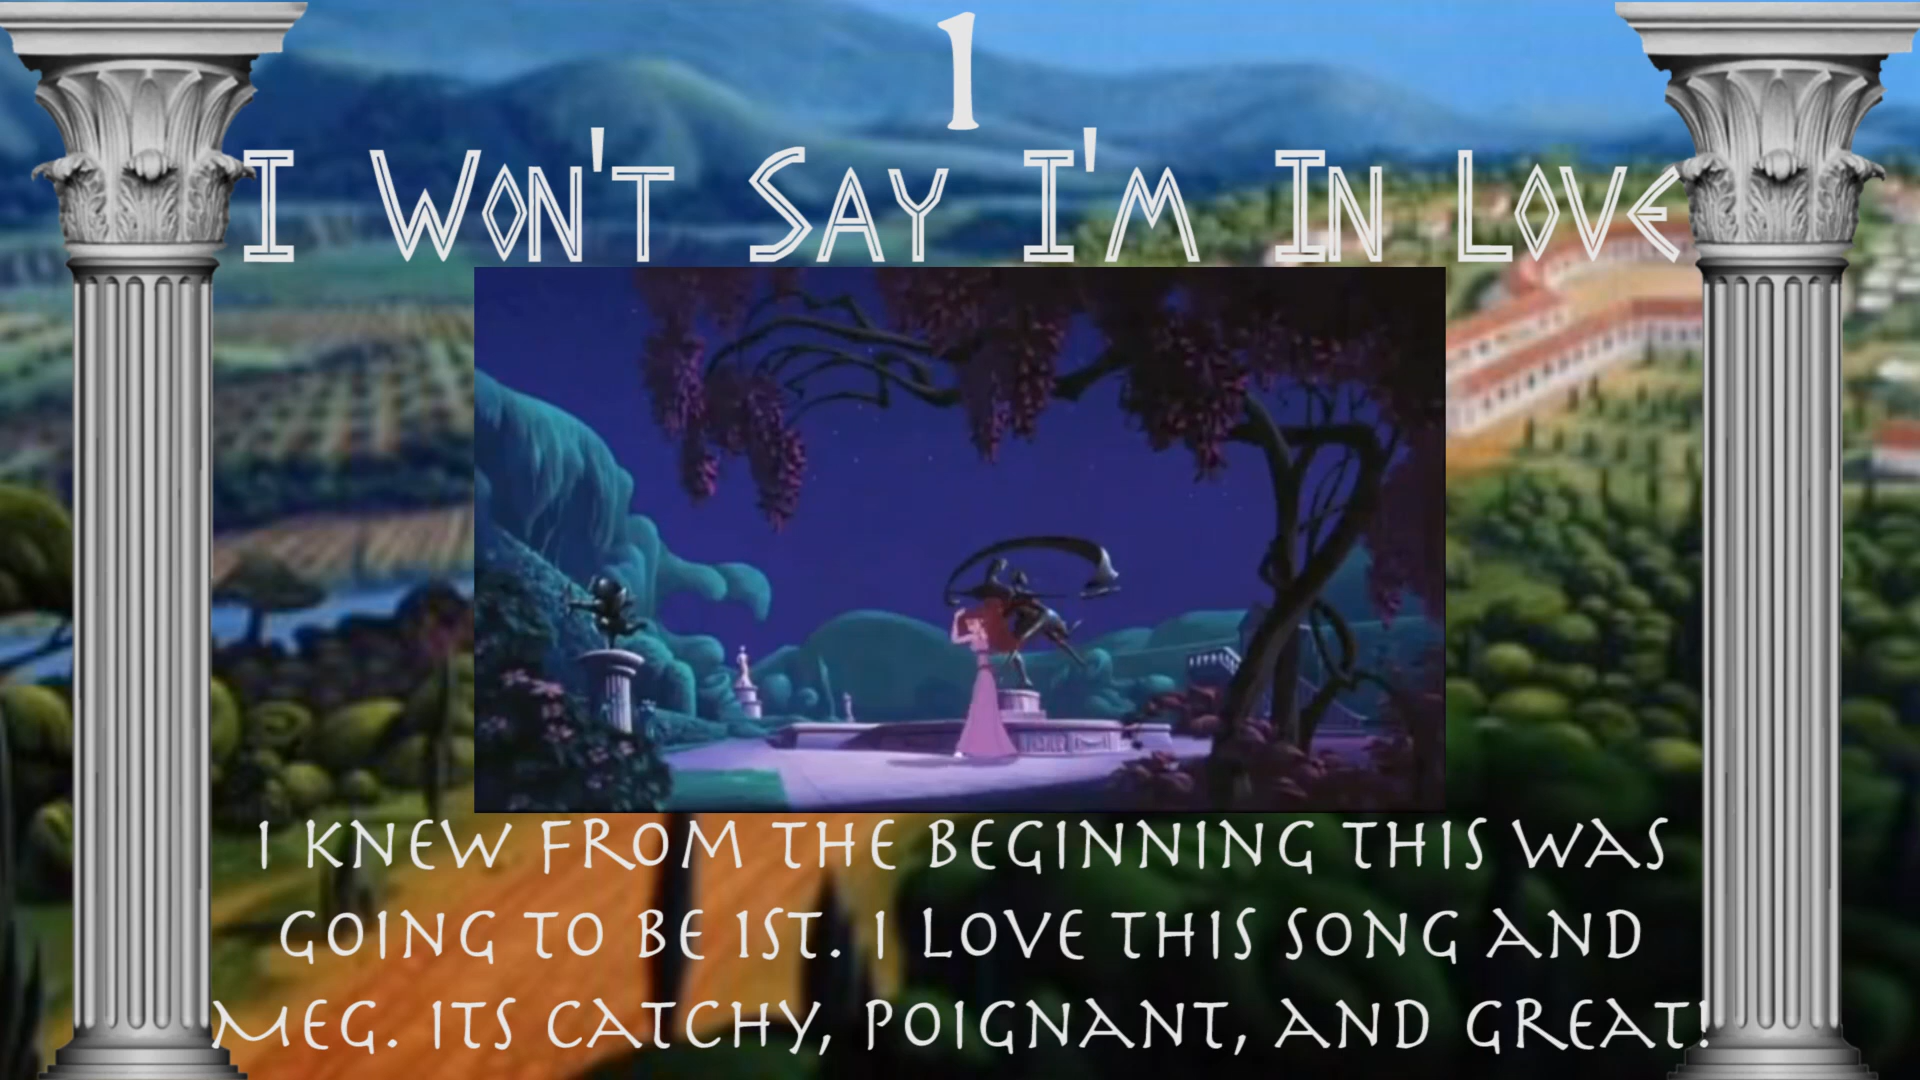 1
I Won't Say I'm In Love
I knew from the beginning this was
going to be 1st. I love this song and
Meg. Its catchy, poignant, and great!